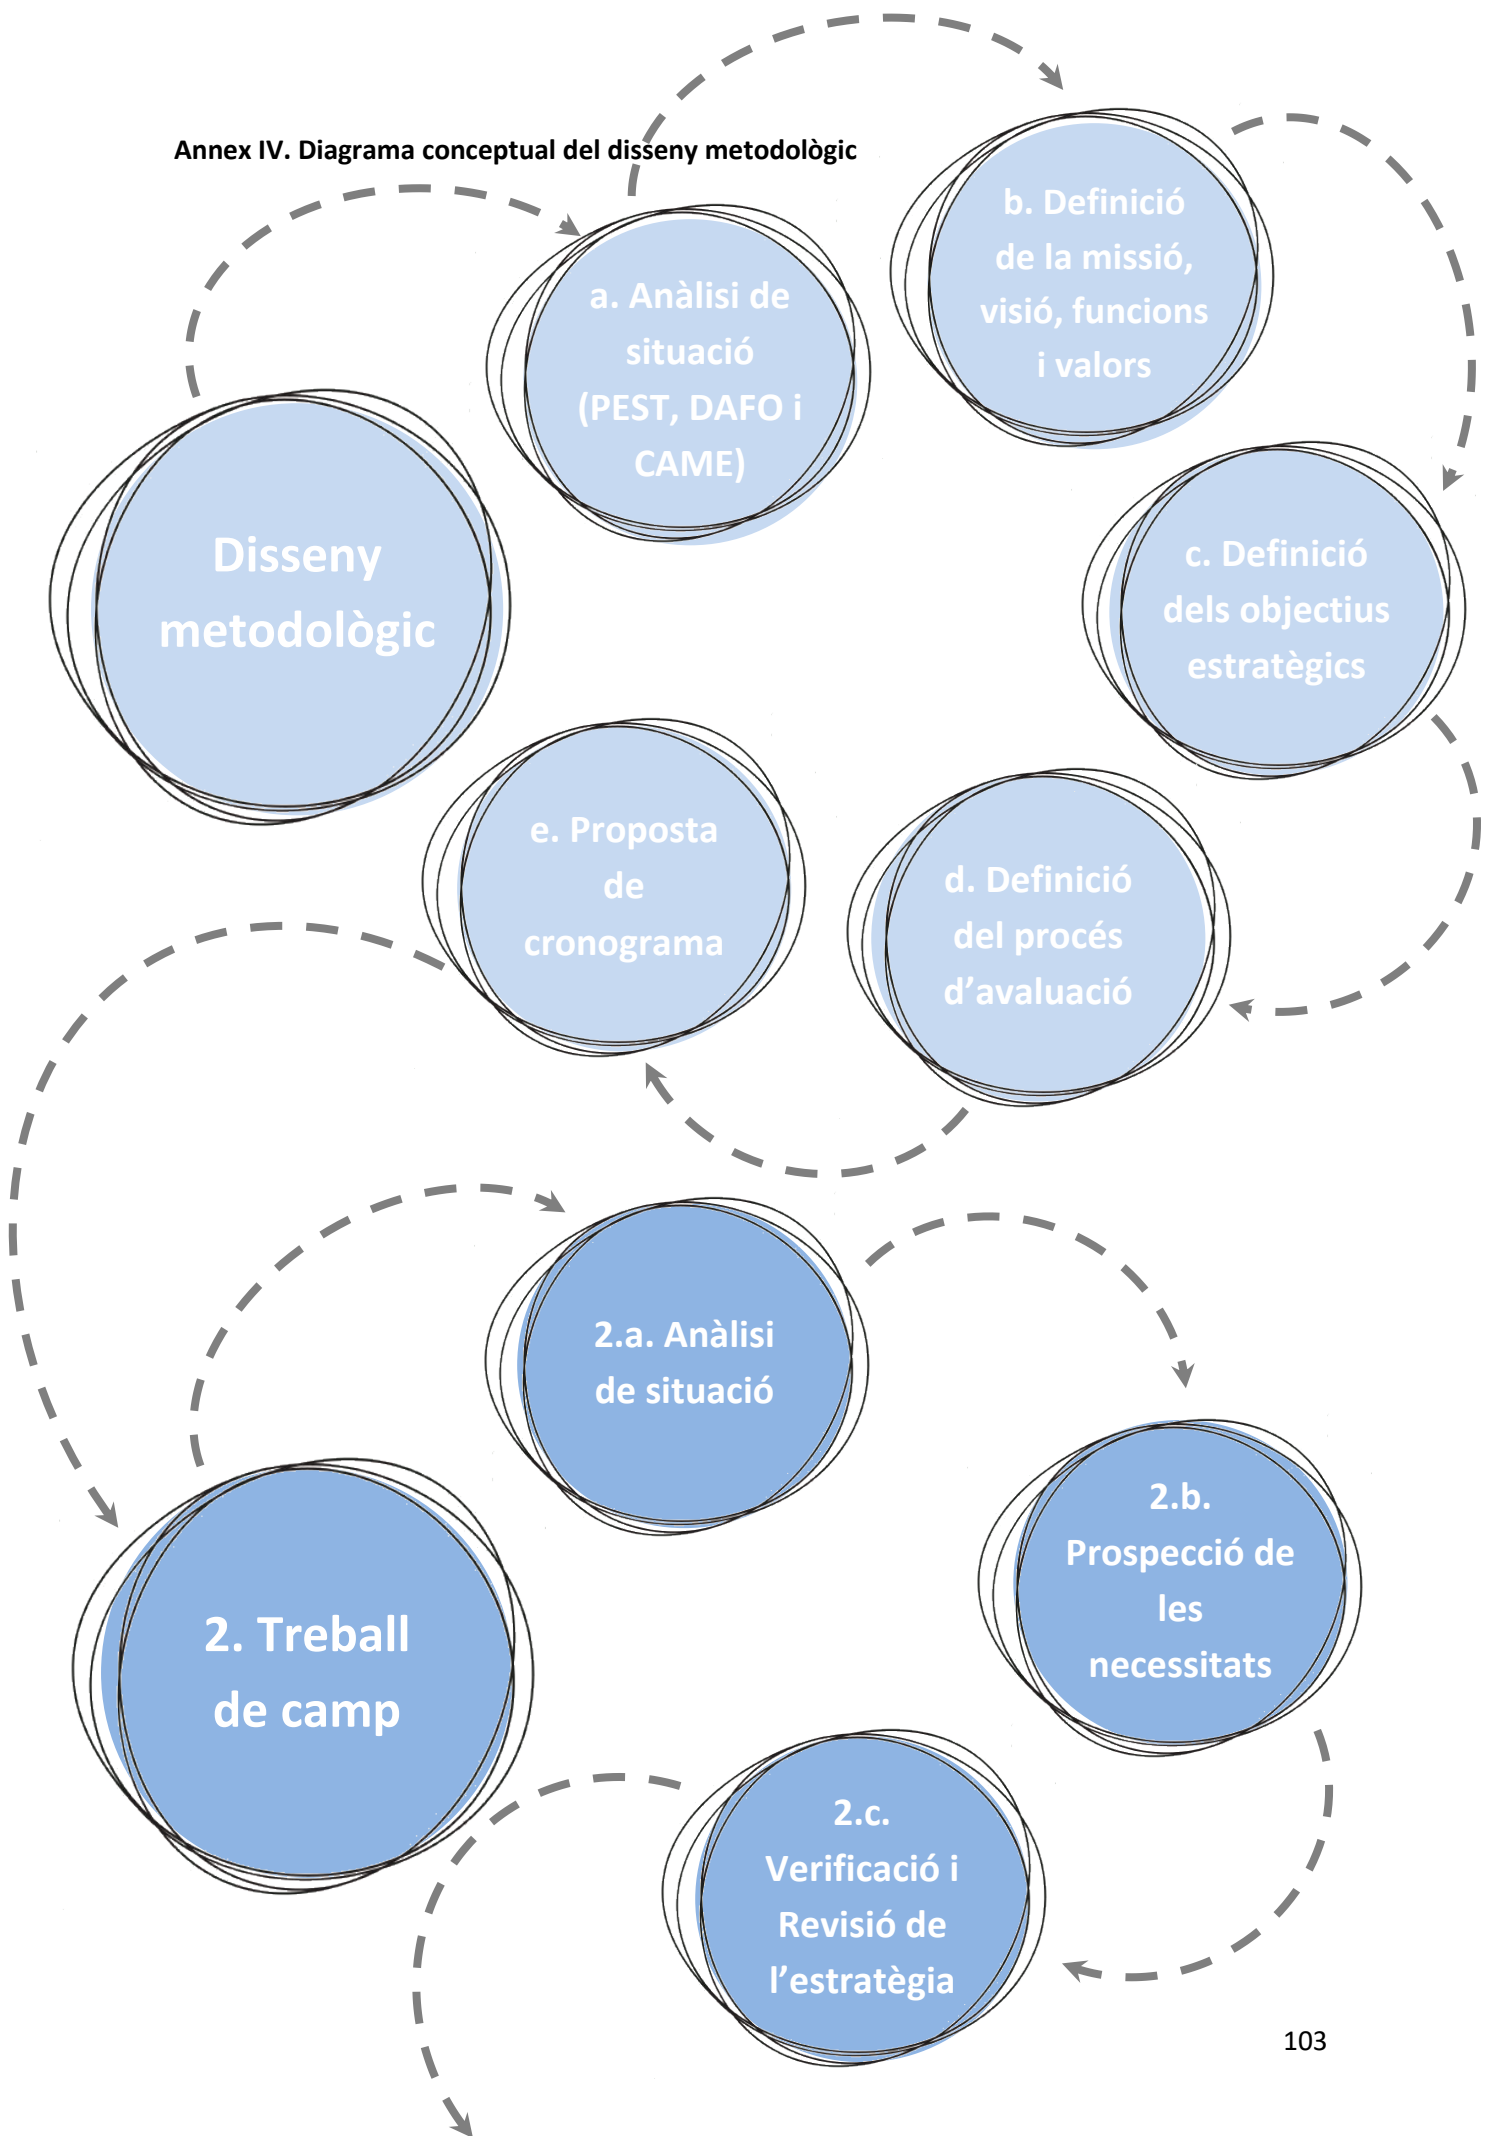 Annex IV. Diagrama conceptual del disseny metodològic
b. Definició
de la missió,
visió, funcions
i valors
a. Anàlisi de
situació
(PEST, DAFO i
CAME)
Disseny
metodològic
c. Definició
dels objectius
estratègics
e. Proposta
de
cronograma
d. Definició
del procés
d’avaluació
2.a. Anàlisi
de situació
2.b.
Prospecció de
les
necessitats
2. Treball
de camp
2.c.
Verificació i
Revisió de
l’estratègia
103